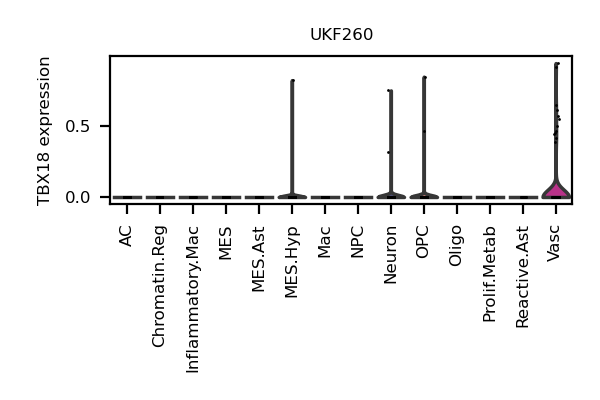 UKF260
TBX18 expression
0.5
0.0
AC
Chromatin.Reg
Inflammatory.Mac
MES
MES.Ast
MES.Hyp
Mac
NPC
Neuron
OPC
Oligo
Prolif.Metab
Reactive.Ast
Vasc